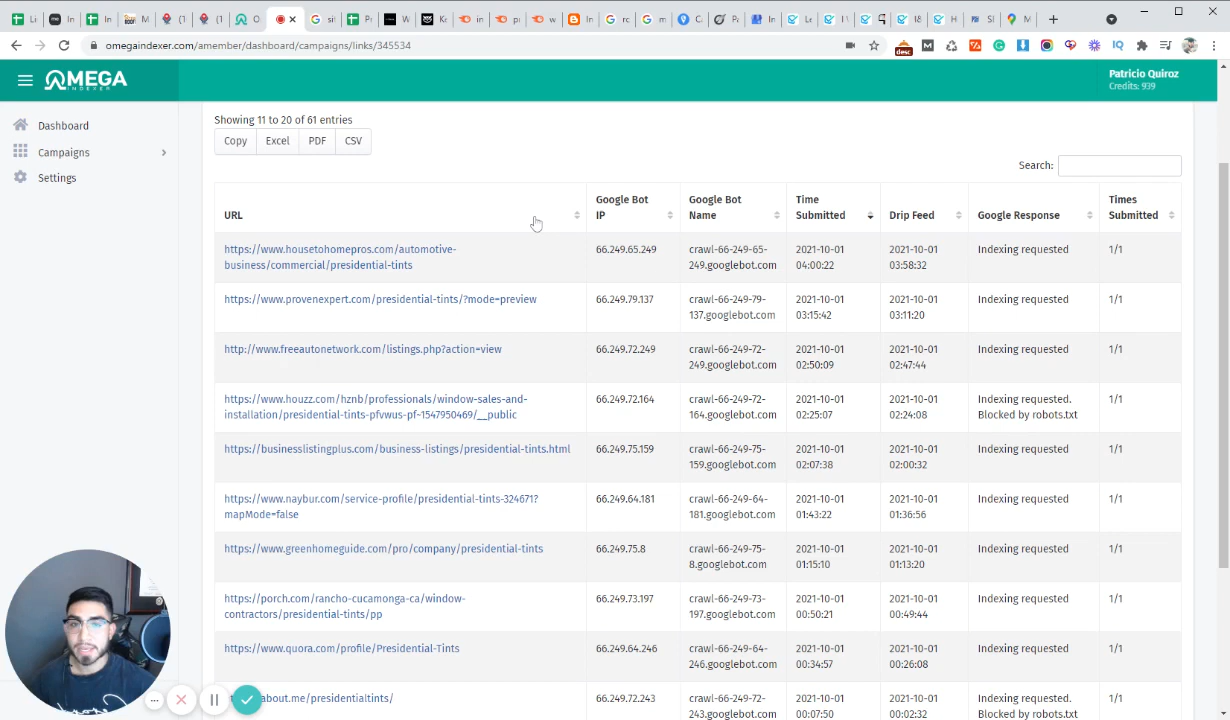 Li
In
M
(1
(1
O
si
Pr
W
Ke
in
pr
w
In
rc
m
C
Pa
In
Le
I \
I&
H
SI
M
omegaindexer.com/amember/dashboard/campaigns/links/345534
desc
M
IQ
OMEGA
INDEXER
Patricio Quiroz
Credits: 939
Dashboard
Campaigns
Settings
Showing 11 to 20 of 61 entries
Copy Excel PDF CSV
Search:
URL
Google Bot
IP
Google Bot
Name
Time
Submitted
Drip Feed
Google Response
Times
Submitted
https://www.housetohomepros.com/automotive-
business/commercial/presidential-tints
66.249.65.249
crawl-66-249-65-
249.googlebot.com
2021-10-01
04:00:22
2021-10-01
03:58:32
Indexing requested
1/1
https://www.provenexpert.com/presidential-tints/?mode=preview
66.249.79.137
crawl-66-249-79-
137.googlebot.com
2021-10-01
03:15:42
2021-10-01
03:11:20
Indexing requested
1/1
http://www.freeautonetwork.com/listings.php?action=view
66.249.72.249
crawl-66-249-72-
249.googlebot.com
2021-10-01
02:50:09
2021-10-01
02:47:44
Indexing requested
1/1
https://www.houzz.com/hznb/professionals/window-sales-and-
installation/presidential-tints-pfvwus-pf-1547950469/__public
66.249.72.164
crawl-66-249-72-
164.googlebot.com
2021-10-01
02:25:07
2021-10-01
02:24:08
Indexing requested.
Blocked by robots.txt
1/1
https://businesslistingplus.com/business-listings/presidential-tints.html
66.249.75.159
crawl-66-249-75-
159.googlebot.com
2021-10-01
02:07:38
2021-10-01
02:00:32
Indexing requested
1/1
https://www.naybur.com/service-profile/presidential-tints-324671?
mapMode=false
66.249.64.181
crawl-66-249-64-
181.googlebot.com
2021-10-01
01:43:22
2021-10-01
01:36:56
Indexing requested
1/1
https://www.greenhomeguide.com/pro/company/presidential-tints
66.249.75.8
crawl-66-249-75-
8.googlebot.com
2021-10-01
01:15:10
2021-10-01
01:13:20
Indexing requested
1/1
https://porch.com/rancho-cucamonga-ca/window-
contractors/presidential-tints/pp
66.249.73.197
crawl-66-249-73-
197.googlebot.com
2021-10-01
00:50:21
2021-10-01
00:49:44
Indexing requested
1/1
https://www.quora.com/profile/Presidential-Tints
66.249.64.246
crawl-66-249-64-
246.googlebot.com
2021-10-01
00:34:57
2021-10-01
00:26:08
Indexing requested
1/1
about.me/presidentialtints/
66.249.72.243
crawl-66-249-72-
243.googlebot.com
2021-10-01
00:07:50
2021-10-01
00:02:32
Indexing requested.
Blocked by robots.txt
1/1